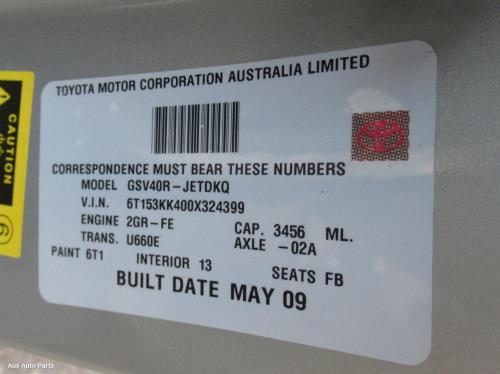 TOYOTA MOTOR CORPORATION AUSTRALIA LIMITED
CORRESPONDENCE MUST BEAR THESE NUMBERS
MODEL GSV40R-JETDKQ
V.I.N. 6T153KK400X324399
ENGINE 2GR-FE CAP. 3456 ML.
TRANS. U660E AXLE -02A
PAINT 6T1 INTERIOR 13 SEATS FB
BUILT DATE MAY 09
CAUTION
6
Aus Auto Parts